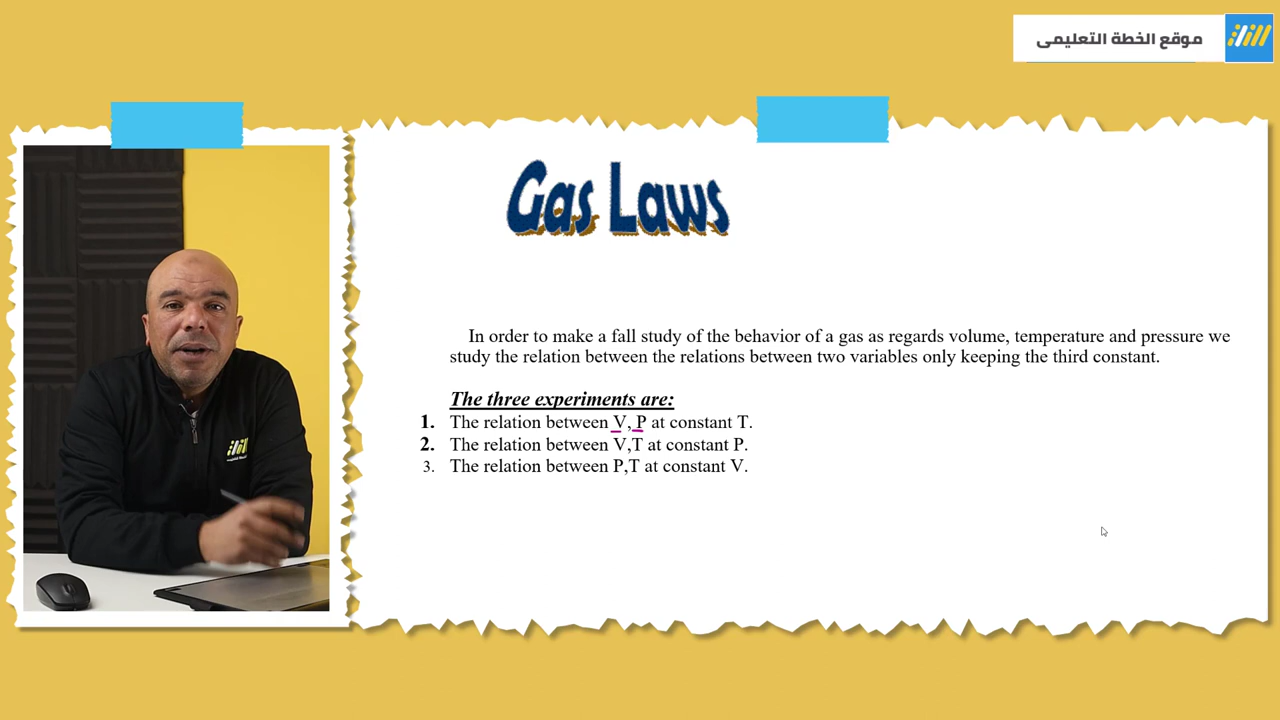 موقع الخطة التعليمى
Gas Laws
In order to make a fall study of the behavior of a gas as regards volume, temperature and pressure we
study the relation between the relations between two variables only keeping the third constant.
The three experiments are:
1. The relation between V, P at constant T.
2. The relation between V,T at constant P.
3. The relation between P,T at constant V.